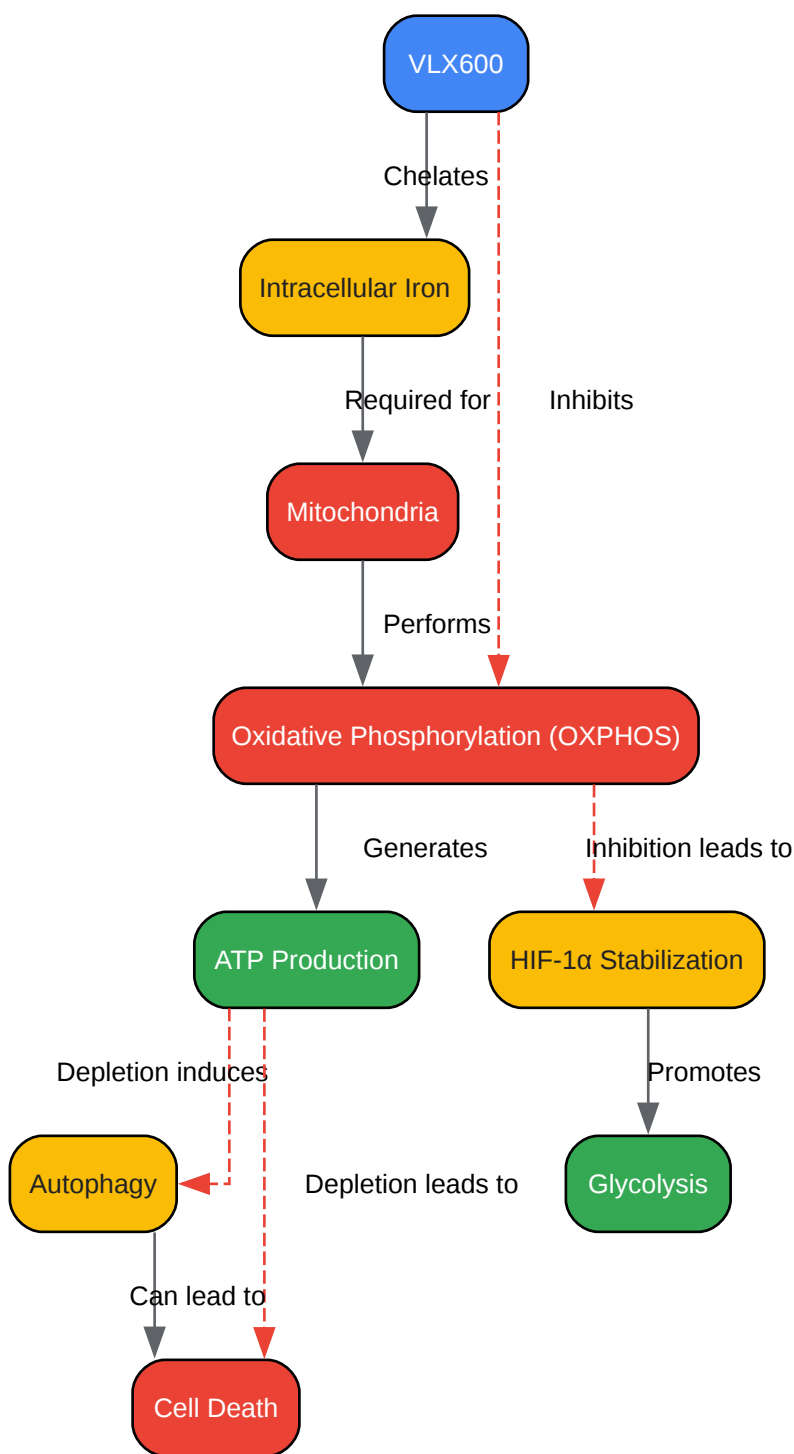 VLX600
Chelates
Intracellular Iron
Required for
Inhibits
Mitochondria
Performs
Oxidative Phosphorylation (OXPHOS)
Generates
Inhibition leads to
ATP Production
HIF-1α Stabilization
Depletion induces
Promotes
Autophagy
Depletion leads to
Glycolysis
Can lead to
Cell Death